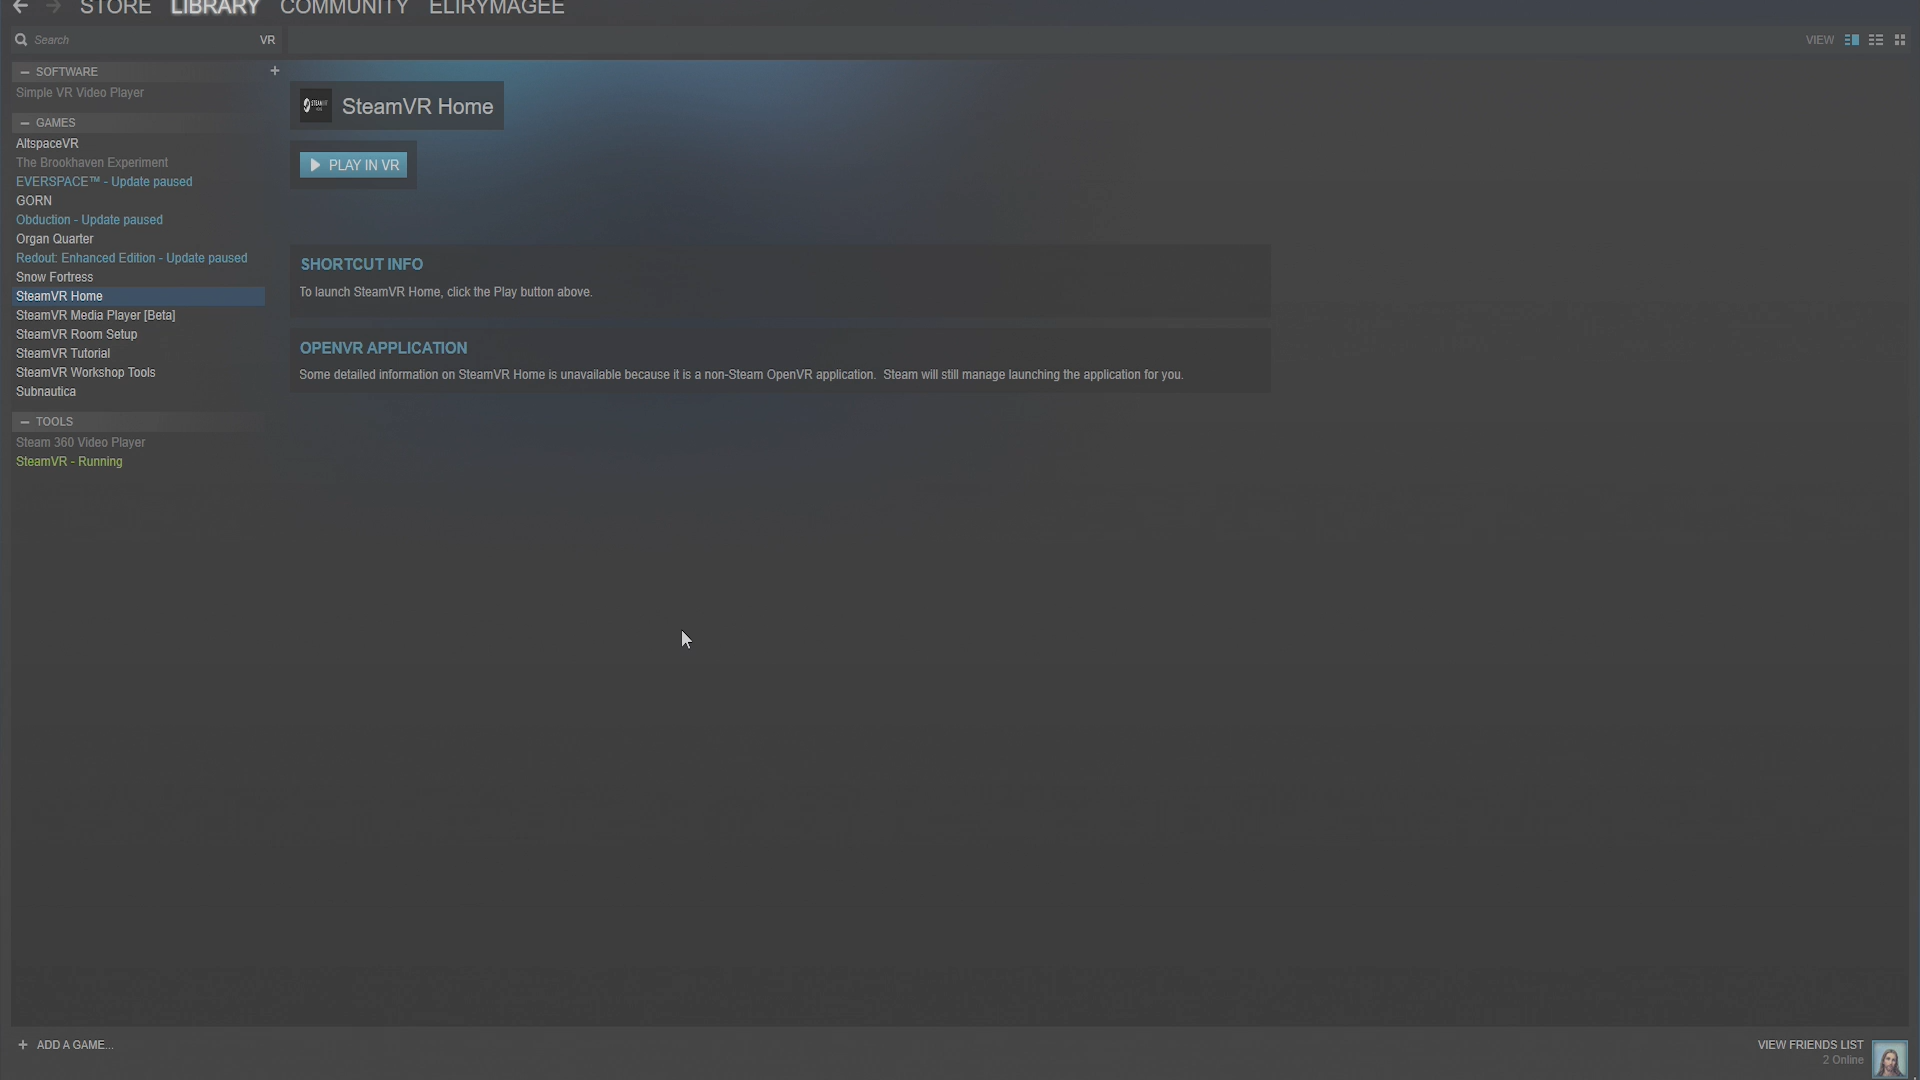 STORE LIBRARY COMMUNITY ELIRYMAGEE
Search VR
VIEW
SOFTWARE
Simple VR Video Player
GAMES
AltspaceVR
The Brookhaven Experiment
EVERSPACE™ - Update paused
GORN
Obduction - Update paused
Organ Quarter
Redout: Enhanced Edition - Update paused
Snow Fortress
SteamVR Home
SteamVR Media Player [Beta]
SteamVR Room Setup
SteamVR Tutorial
SteamVR Workshop Tools
Subnautica
TOOLS
Steam 360 Video Player
SteamVR - Running
SteamVR Home
PLAY IN VR
SHORTCUT INFO
To launch SteamVR Home, click the Play button above.
OPENVR APPLICATION
Some detailed information on SteamVR Home is unavailable because it is a non-Steam OpenVR application. Steam will still manage launching the application for you.
+ ADD A GAME...
VIEW FRIENDS LIST
2 Online